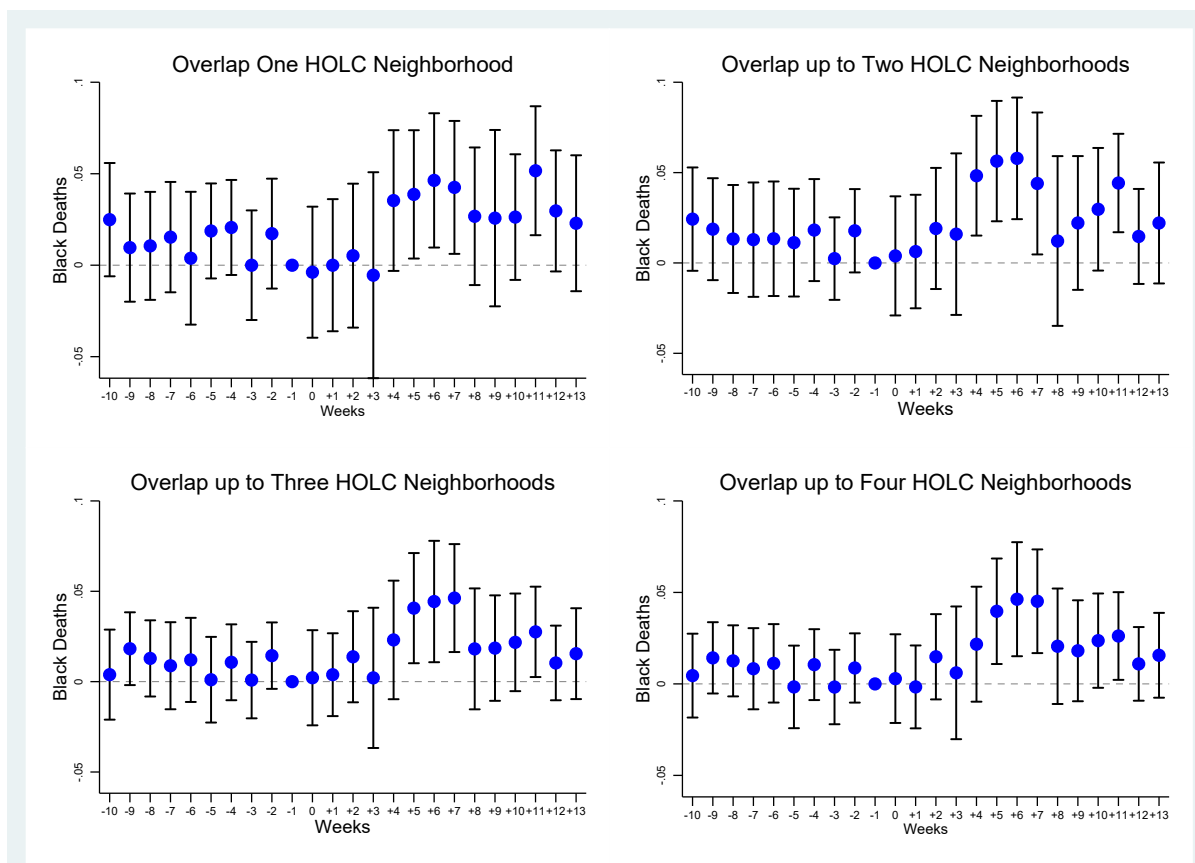 Overlap One HOLC Neighborhood
Black Deaths
.1
.05
0
-.05
-10 -9 -8 -7 -6 -5 -4 -3 -2 -1 0 +1 +2 +3 +4 +5 +6 +7 +8 +9 +10 +11 +12 +13
Weeks
Overlap up to Two HOLC Neighborhoods
Black Deaths
.1
.05
0
-.05
-10 -9 -8 -7 -6 -5 -4 -3 -2 -1 0 +1 +2 +3 +4 +5 +6 +7 +8 +9 +10 +11 +12 +13
Weeks
Overlap up to Three HOLC Neighborhoods
Black Deaths
.1
.05
0
-.05
-10 -9 -8 -7 -6 -5 -4 -3 -2 -1 0 +1 +2 +3 +4 +5 +6 +7 +8 +9 +10 +11 +12 +13
Weeks
Overlap up to Four HOLC Neighborhoods
Black Deaths
.1
.05
0
-.05
-10 -9 -8 -7 -6 -5 -4 -3 -2 -1 0 +1 +2 +3 +4 +5 +6 +7 +8 +9 +10 +11 +12 +13
Weeks